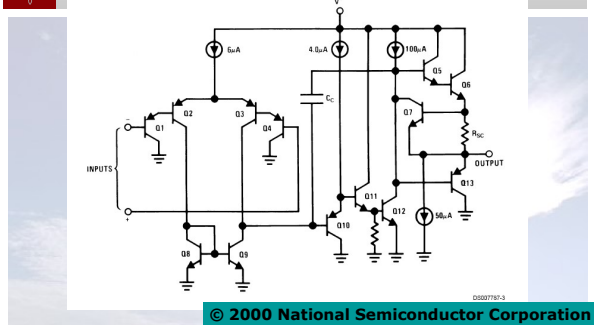 V
6μA
4.0μA
100μA
Q5
Q6
Q2
Q3
CC
Q7
Q1
Q4
RSC
OUTPUT
INPUTS
Q11
Q13
Q10
Q12
50μA
Q8
Q9
−
+
DS007787-3
© 2000 National Semiconductor Corporation